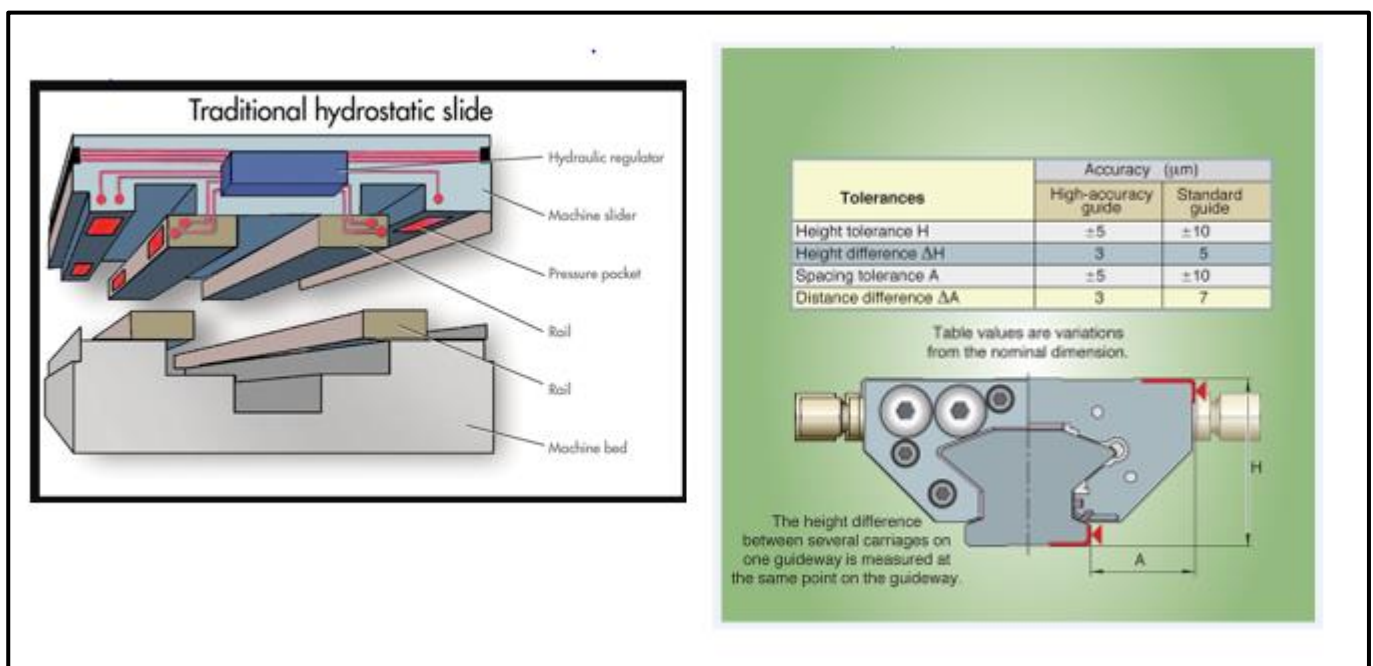 Traditional hydrostatic slide
Hydraulic regulator
Machine slider
Pressure pocket
Rail
Rail
Machine bed
Tolerances
Accuracy (μm)
High-accuracy guide
Standard guide
Height tolerance H ±5 ±10
Height difference ΔH 3 5
Spacing tolerance A ±5 ±10
Distance difference ΔA 3 7
Table values are variations
from the nominal dimension.
H
A
The height difference
between several carriages on
one guideway is measured at
the same point on the guideway.